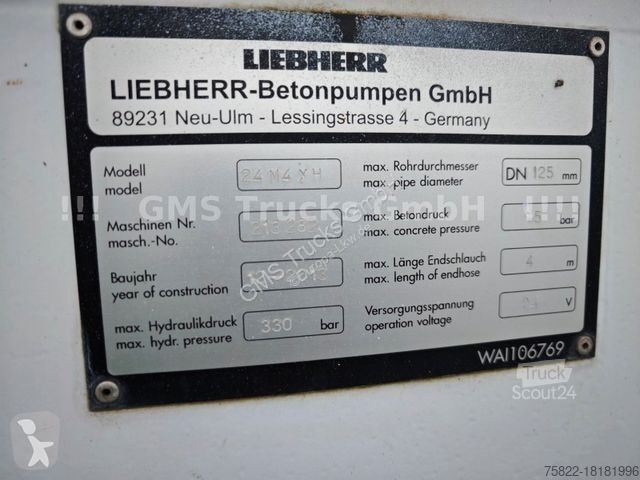 LIEBHERR
LIEBHERR-Betonpumpen GmbH
89231 Neu-Ulm - Lessingstrasse 4 - Germany
Modell
model
24 M4 XH
Maschinen Nr.
masch.-No.
Baujahr
year of construction
max. Hydraulikdruck
max. hydr. pressure
330 bar
max. Rohrdurchmesser
max. pipe diameter
DN 125 mm
max. Betondruck
max. concrete pressure
bar
max. Länge Endschlauch
max. length of endhose
4 m
Versorgungsspannung
operation voltage
V
WAI106769
!!! GMS Trucks GmbH !!!
GMS Trucks GmbH
Truck
Scout24
75822-18181996